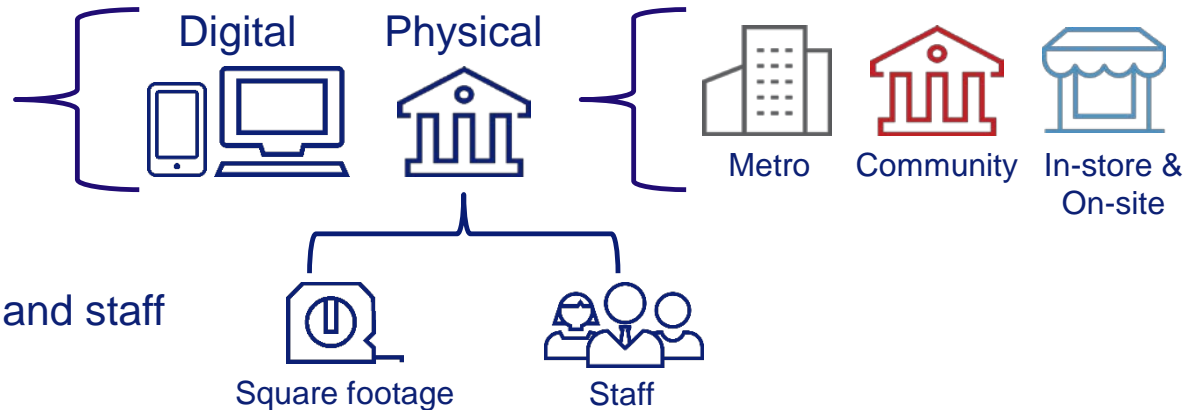 Digital Physical
Metro Community In-store &
On-site
and staff
Square footage Staff